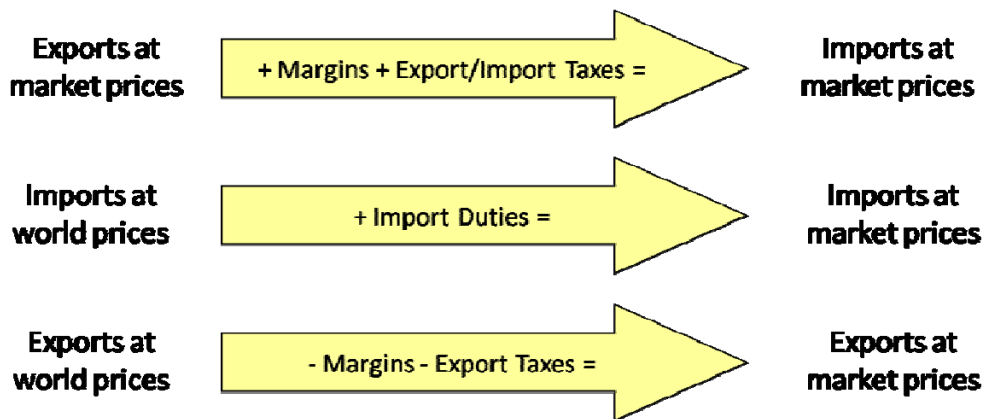 Exports at
market prices
+ Margins + Export/Import Taxes =
Imports at
market prices
Imports at
world prices
+ Import Duties =
Imports at
market prices
Exports at
world prices
- Margins - Export Taxes =
Exports at
market prices